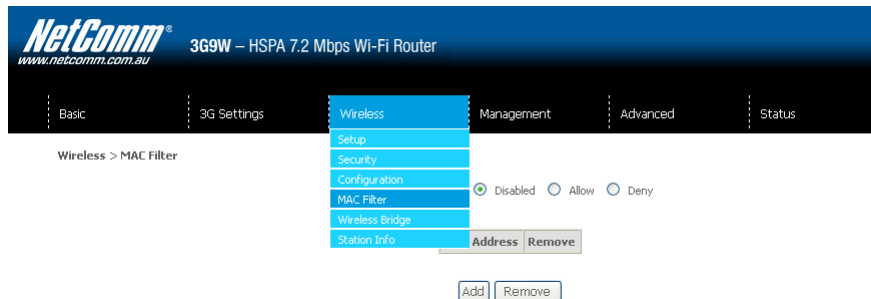 NetComm®
www.netcomm.com.au
3G9W – HSPA 7.2 Mbps Wi-Fi Router
Basic 3G Settings Wireless Management Advanced Status
Wireless > MAC Filter
Setup
Security
Configuration
MAC Filter
Wireless Bridge
Station Info
Disabled Allow Deny
Address Remove
Add Remove